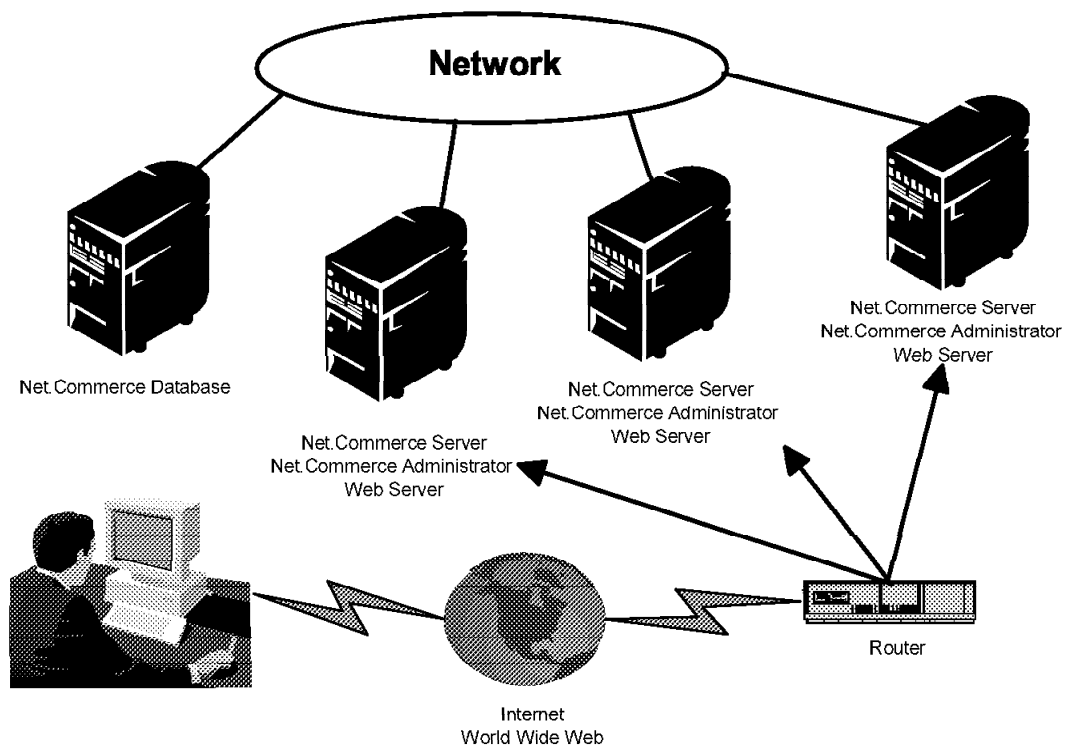 Network
Net.Commerce Server
Net.Commerce Administrator
Web Server
Net.Commerce Database
Net.Commerce Server
Net.Commerce Administrator
Web Server
Net.Commerce Server
Net.Commerce Administrator
Web Server
Router
Internet
World Wide Web